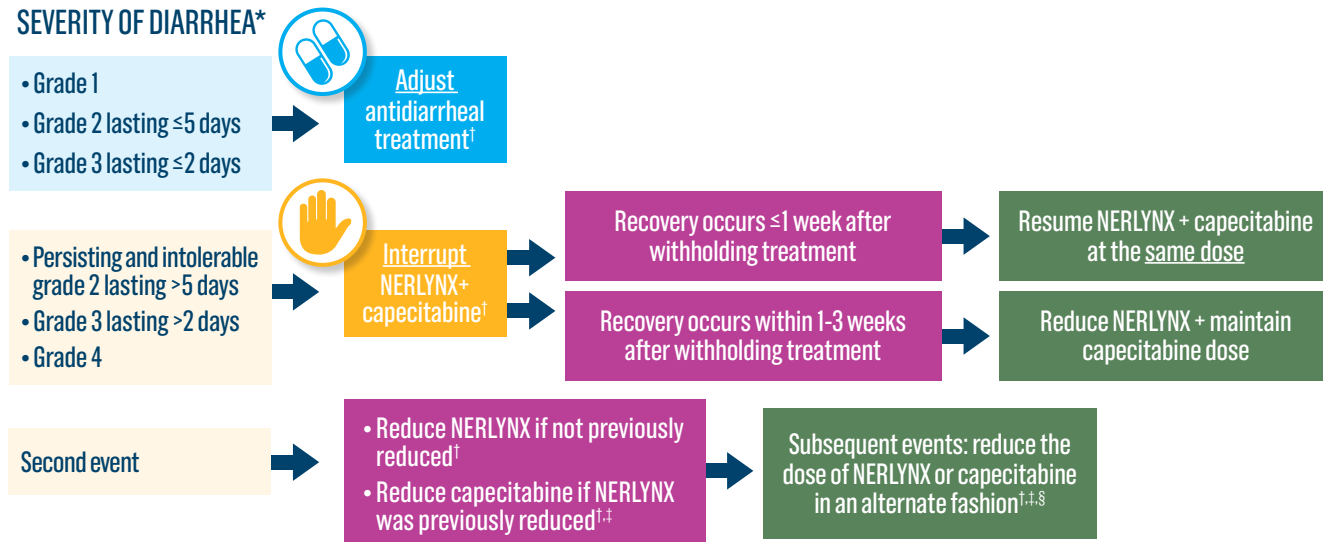 SEVERITY OF DIARRHEA*
• Grade 1
• Grade 2 lasting ≤5 days
• Grade 3 lasting ≤2 days
Adjust
antidiarrheal
treatment†
• Persisting and intolerable
grade 2 lasting >5 days
• Grade 3 lasting >2 days
• Grade 4
Interrupt
NERLYNX+
capecitabine†
Recovery occurs ≤1 week after
withholding treatment
Resume NERLYNX + capecitabine
at the same dose
Recovery occurs within 1-3 weeks
after withholding treatment
Reduce NERLYNX + maintain
capecitabine dose
Second event
• Reduce NERLYNX if not previously
reduced†
• Reduce capecitabine if NERLYNX
was previously reduced†,‡
Subsequent events: reduce the
dose of NERLYNX or capecitabine
in an alternate fashion†,‡,§